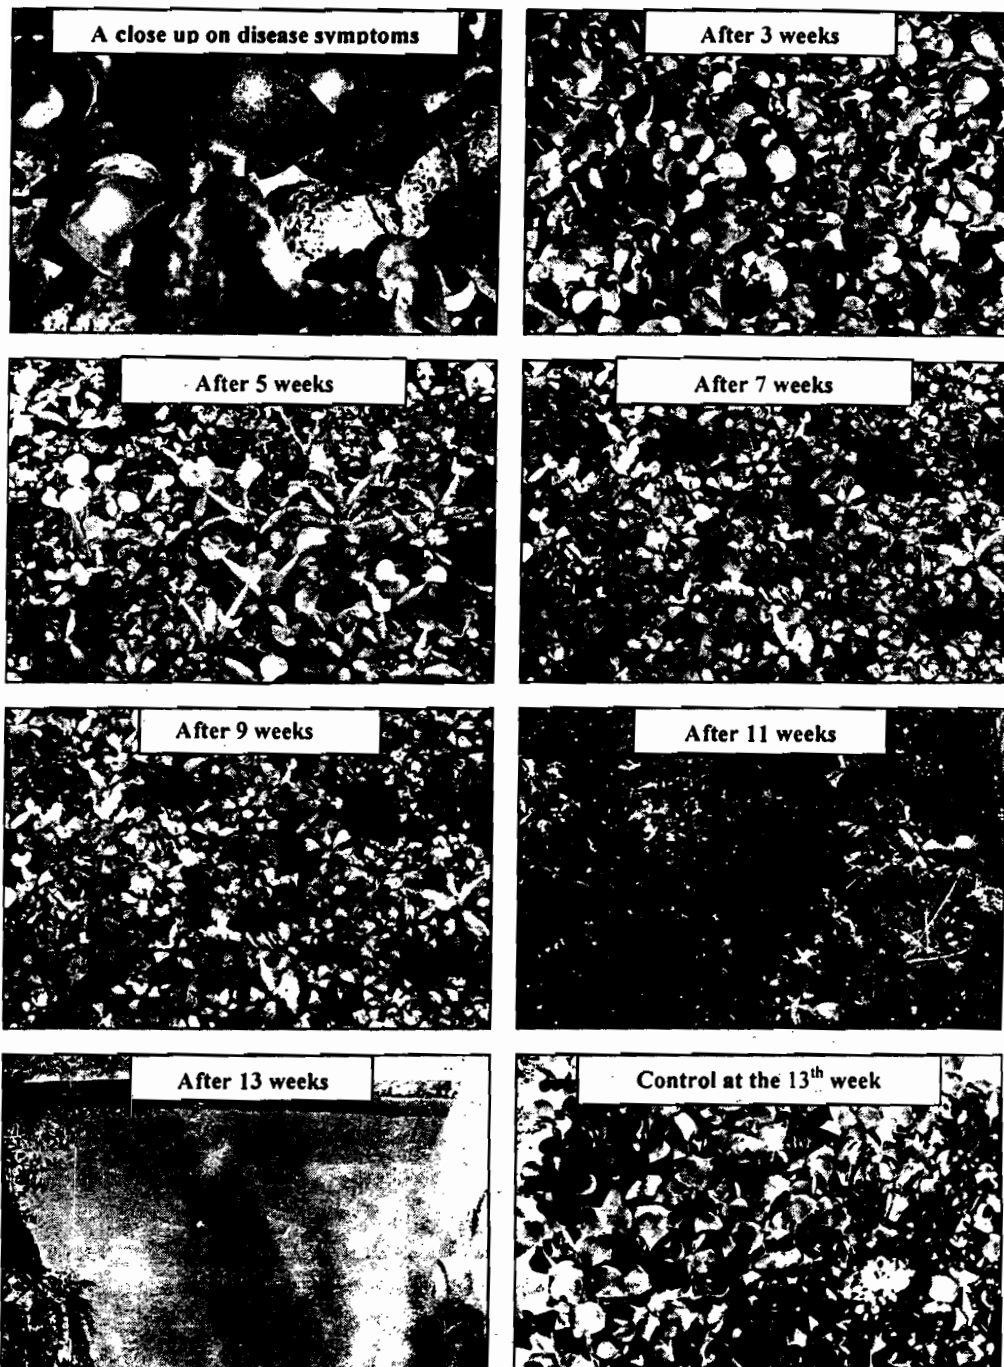 A close up on disease symptoms
After 3 weeks
After 5 weeks
After 7 weeks
After 9 weeks
After 11 weeks
After 13 weeks
Control at the 13th week